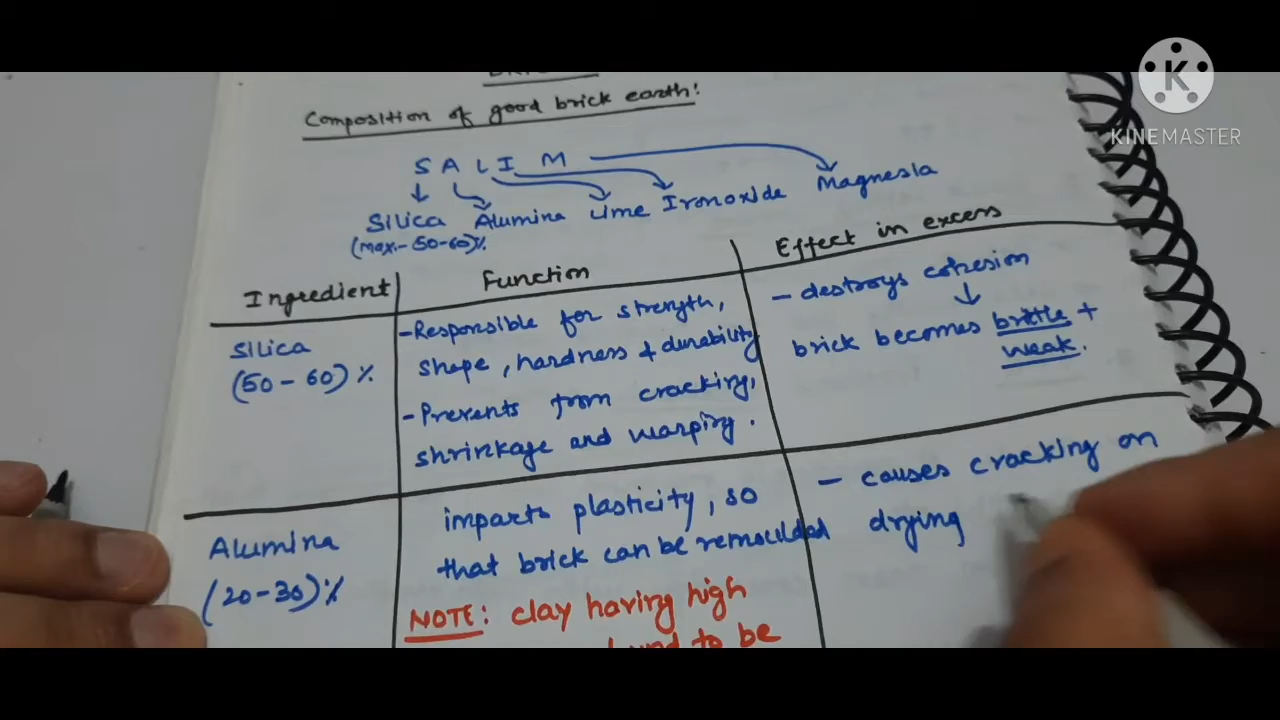 KINEMASTER
Composition of good brick earth:
S A L I M
Silica Alumina Lime Ironoxide Magnesia
(max.- 50-60)%
Ingredient Function Effect in excess
Silica
(50 - 60) %
- Responsible for strength,
shape, hardness & durability
- Prevents from cracking,
shrinkage and warping.
- destroys cohesion
brick becomes brittle +
weak.
Alumina
(20-30)%
imparts plasticity, so
that brick can be remoulded
NOTE: clay having high
to be
- causes cracking on
drying